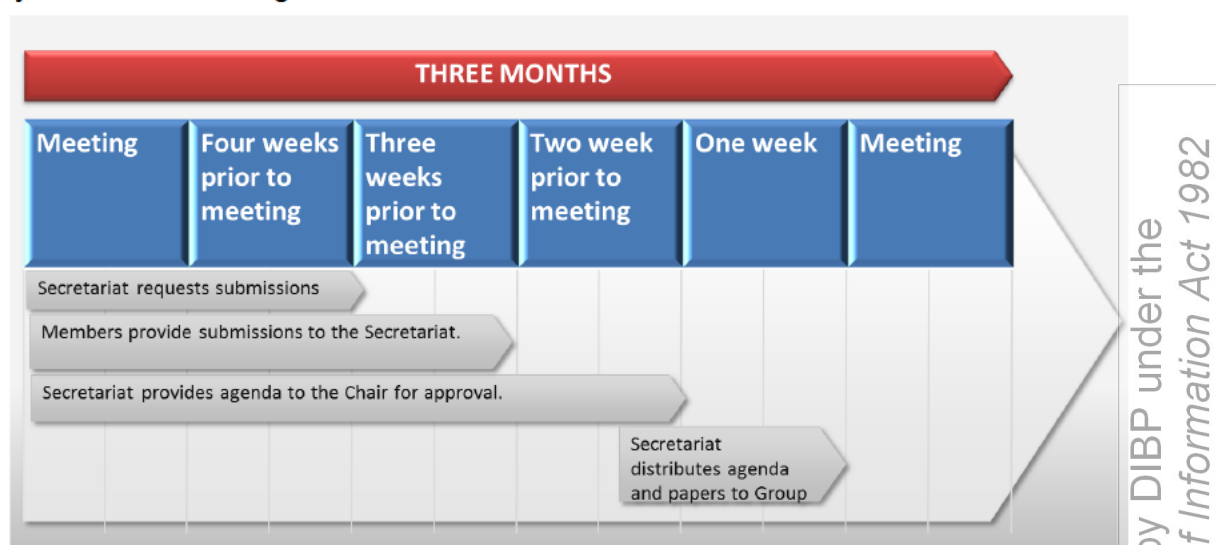 THREE MONTHS
Meeting
Four weeks
prior to
meeting
Three
weeks
prior to
meeting
Two week
prior to
meeting
One week
Meeting
Secretariat requests submissions
Members provide submissions to the Secretariat.
Secretariat provides agenda to the Chair for approval.
Secretariat
distributes agenda
and papers to Group
by DIBP under the
f Information Act 1982